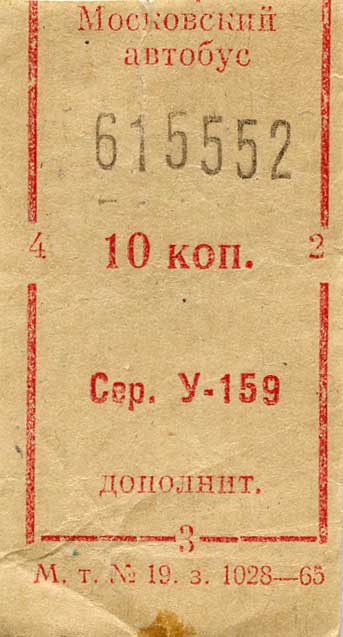 Московский
автобус
615552
4 10 коп. 2
Сер. У-159
дополнит.
3
М. т. № 19. з. 1028—65